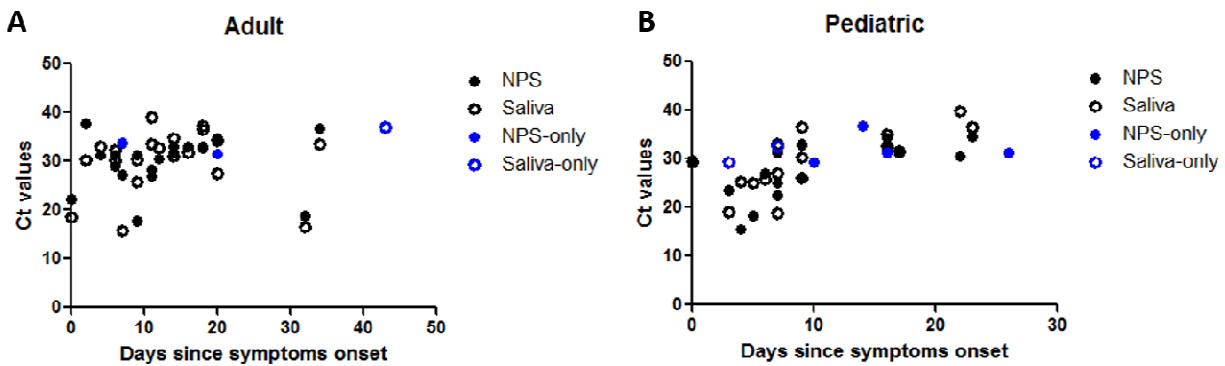 A
Adult
Ct values
50
40
30
20
10
0
0 10 20 30 40 50
Days since symptoms onset
NPS
Saliva
NPS-only
Saliva-only
B
Pediatric
Ct values
50
40
30
20
10
0
0 10 20 30
Days since symptoms onset
NPS
Saliva
NPS-only
Saliva-only